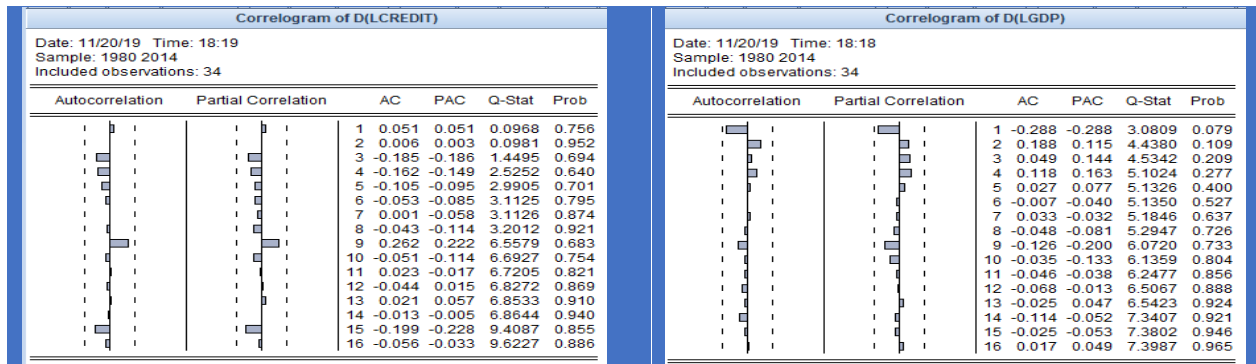 Correlogram of D(LCREDIT)
Date: 11/20/19 Time: 18:19
Sample: 1980 2014
Included observations: 34
Autocorrelation Partial Correlation AC PAC Q-Stat Prob
1 0.051 0.051 0.0968 0.756
2 0.006 0.003 0.0981 0.952
3 -0.185 -0.186 1.4495 0.694
4 -0.162 -0.149 2.5252 0.640
5 -0.105 -0.095 2.9905 0.701
6 -0.053 -0.085 3.1125 0.795
7 0.001 -0.058 3.1126 0.874
8 -0.043 -0.114 3.2012 0.921
9 0.262 0.222 6.5579 0.683
10 -0.051 -0.114 6.6927 0.754
11 0.023 -0.017 6.7205 0.821
12 -0.044 0.015 6.8272 0.869
13 0.021 0.057 6.8533 0.910
14 -0.013 -0.005 6.8644 0.940
15 -0.199 -0.228 9.4087 0.855
16 -0.056 -0.033 9.6227 0.886
Correlogram of D(LGDP)
Date: 11/20/19 Time: 18:18
Sample: 1980 2014
Included observations: 34
Autocorrelation Partial Correlation AC PAC Q-Stat Prob
1 -0.288 -0.288 3.0809 0.079
2 0.188 0.115 4.4380 0.109
3 0.049 0.144 4.5342 0.209
4 0.118 0.163 5.1024 0.277
5 0.027 0.077 5.1326 0.400
6 -0.007 -0.040 5.1350 0.527
7 0.033 -0.032 5.1846 0.637
8 -0.048 -0.081 5.2947 0.726
9 -0.126 -0.200 6.0720 0.733
10 -0.035 -0.133 6.1359 0.804
11 -0.046 -0.038 6.2477 0.856
12 -0.068 -0.013 6.5067 0.888
13 -0.025 0.047 6.5423 0.924
14 -0.114 -0.052 7.3407 0.921
15 -0.025 -0.053 7.3802 0.946
16 0.017 0.049 7.3987 0.965